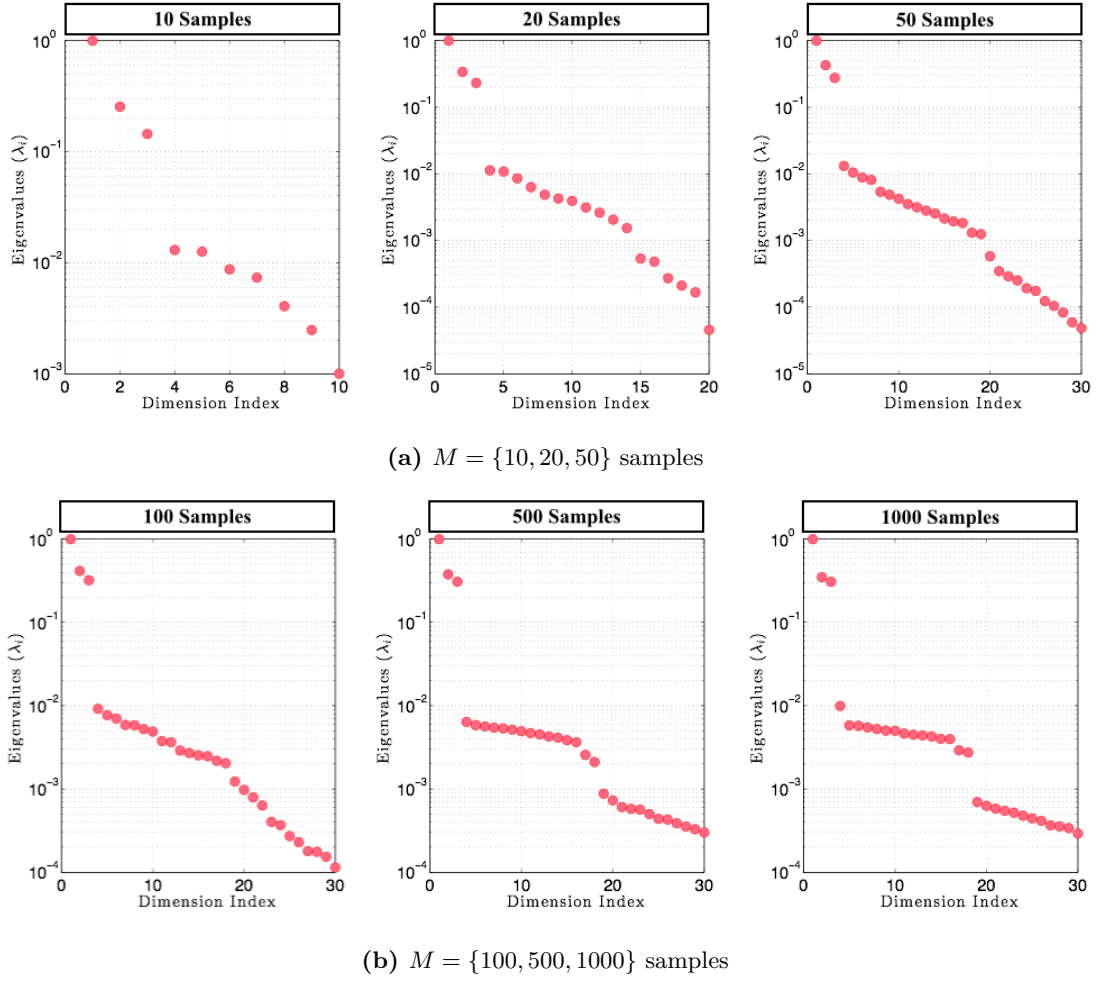 10 Samples
20 Samples
50 Samples
10^0
10^-1
10^-2
10^-3
Eigenvalues (λ_i)
0 2 4 6 8 10
Dimension Index
10^0
10^-1
10^-2
10^-3
10^-4
10^-5
Eigenvalues (λ_i)
0 5 10 15 20
Dimension Index
10^0
10^-1
10^-2
10^-3
10^-4
10^-5
Eigenvalues (λ_i)
0 10 20 30
Dimension Index
(a) M = {10, 20, 50} samples
100 Samples
500 Samples
1000 Samples
10^0
10^-1
10^-2
10^-3
10^-4
Eigenvalues (λ_i)
0 10 20 30
Dimension Index
10^0
10^-1
10^-2
10^-3
10^-4
Eigenvalues (λ_i)
0 10 20 30
Dimension Index
10^0
10^-1
10^-2
10^-3
10^-4
Eigenvalues (λ_i)
0 10 20 30
Dimension Index
(b) M = {100, 500, 1000} samples